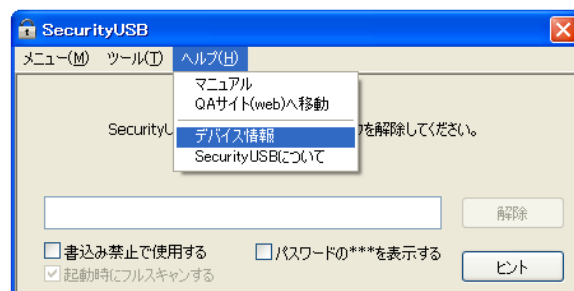 SecurityUSB
メニュー(M) ツール(T) ヘルプ(H)
マニュアル
QAサイト(web)へ移動
デバイス情報
SecurityUSBについて
Security を解除してください。
解除
書込み禁止で使用する パスワードの***を表示する
起動時にフルスキャンする
ヒント